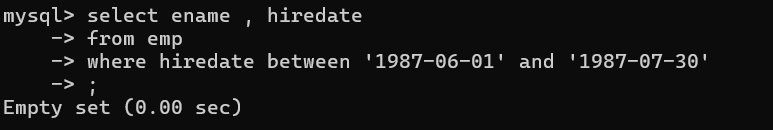 mysql> select ename , hiredate
    -> from emp
    -> where hiredate between '1987-06-01' and '1987-07-30'
    -> ;
Empty set (0.00 sec)